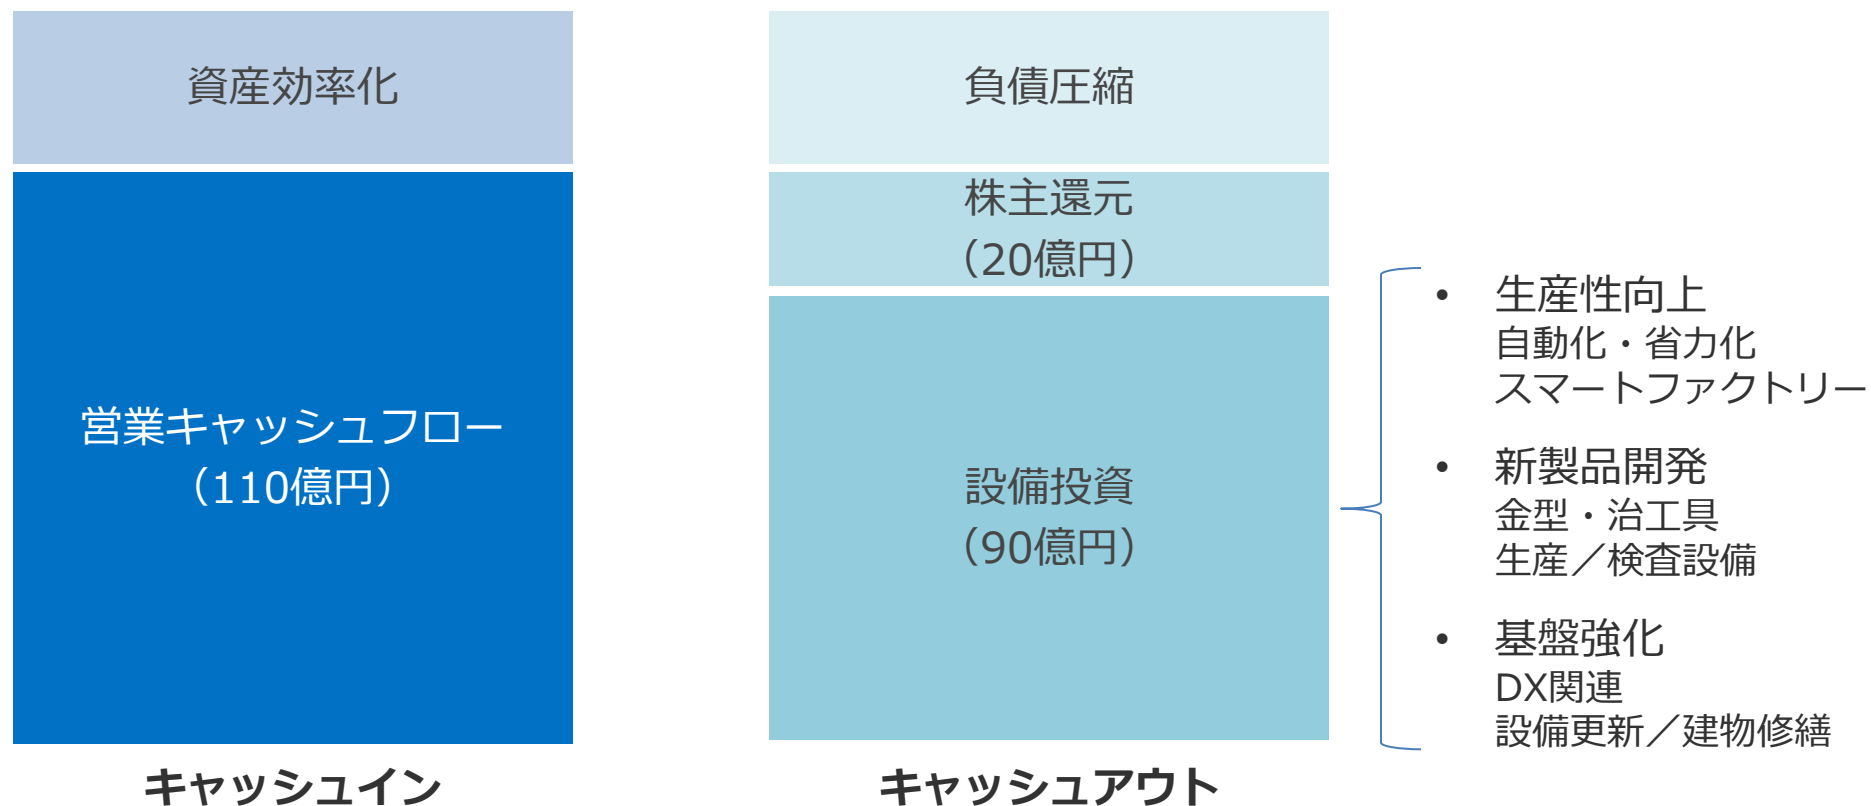 資産効率化
営業キャッシュフロー
（110億円）
キャッシュイン
負債圧縮
株主還元
（20億円）
設備投資
（90億円）
キャッシュアウト
• 生産性向上
自動化・省力化
スマートファクトリー
• 新製品開発
金型・治工具
生産／検査設備
• 基盤強化
DX関連
設備更新／建物修繕